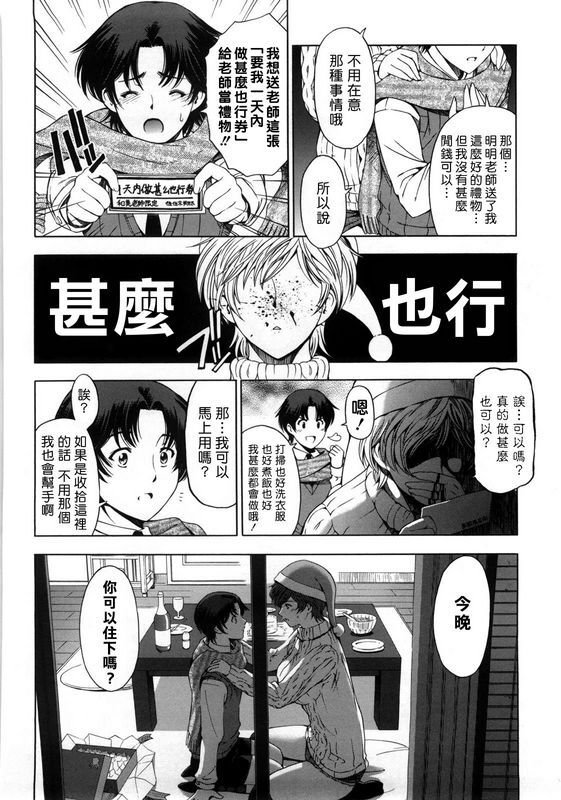 那個…
明明老師送了我
這麼好的禮物…
但我沒有甚麼
閒錢可以…
不用在意
那種事情哦
所以說
我想送老師這張
「要我一天內
做甚麼也行券」
給老師當禮物!!
1天內做甚么也行券
甚麼
也行
誒…可以嗎?
真的做甚麼
也可以?
嗯!
打掃也好洗衣服
也好煮飯也好
我甚麼都會做哦
那…我可以
馬上用嗎?
誒?
如果是收拾這裡
的話 不用那個
我也會幫手啊
今晚
你可以住下嗎?